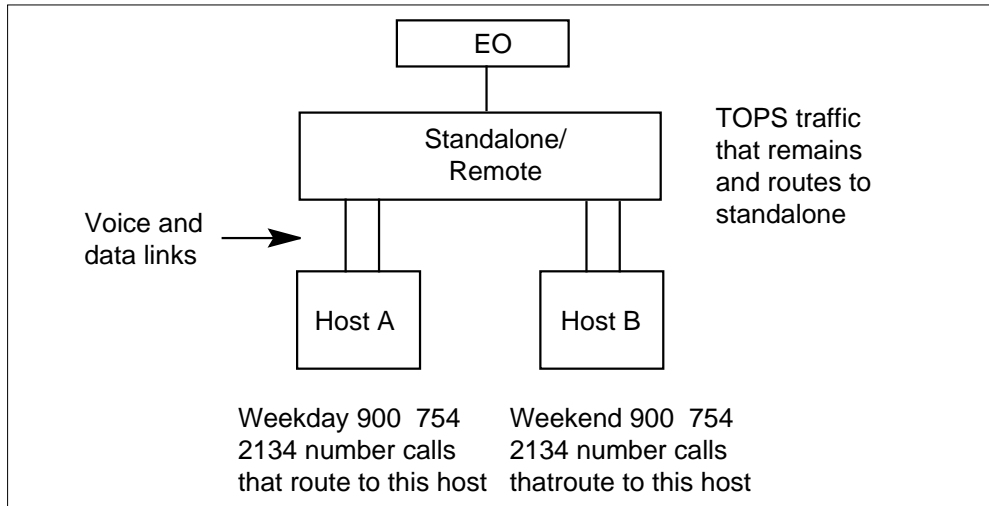 EO
Standalone/
Remote
TOPS traffic
that remains
and routes to
standalone
Voice and
data links
Host A
Host B
Weekday 900  754
2134 number calls
that route to this host
Weekend 900  754
2134 number calls
thatroute to this host